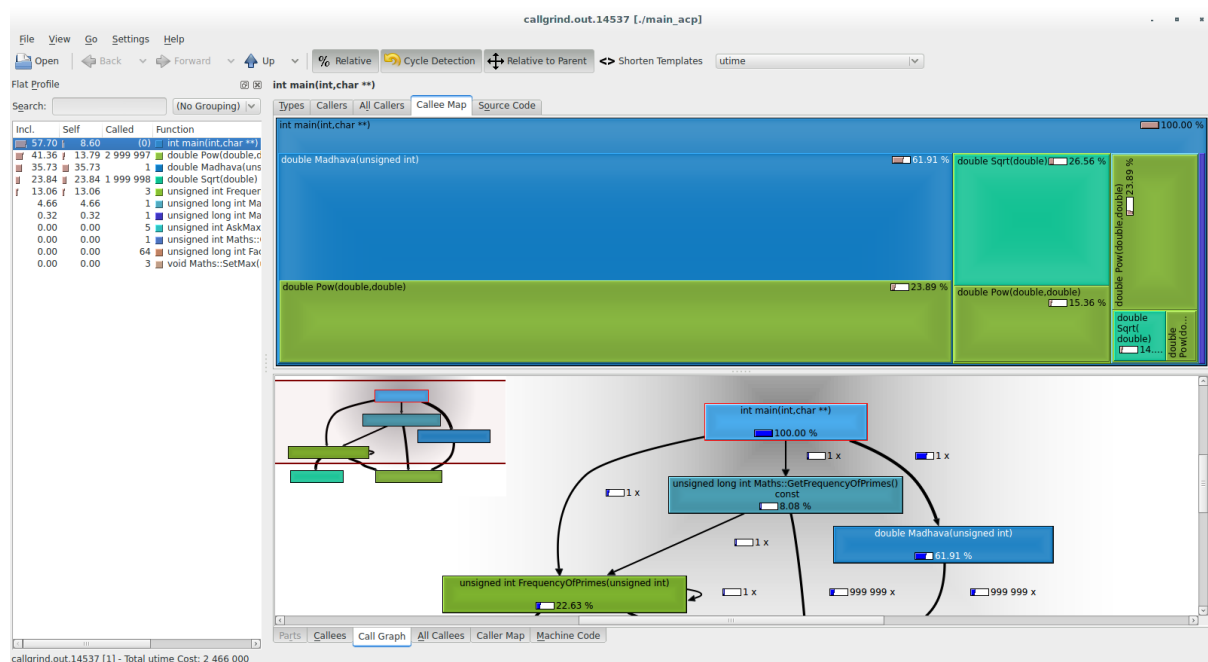 callgrind.out.14537 [./main_acp]
File View Go Settings Help
Open Back Forward Up % Relative Cycle Detection Relative to Parent <> Shorten Templates utime
Flat Profile
Search: (No Grouping)
Incl. Self Called Function
57.70 8.60 (0) int main(int,char **)
41.36 13.79 2 999 997 double Pow(double,d
35.73 35.73 1 double Madhava(uns
23.84 23.84 1 999 998 double Sqrt(double)
13.06 13.06 3 unsigned int Frequer
4.66 4.66 1 unsigned long int Ma
0.32 0.32 1 unsigned long int Ma
0.00 0.00 5 unsigned int AskMax
0.00 0.00 1 unsigned int Maths::
0.00 0.00 64 unsigned long int Fac
0.00 0.00 3 void Maths::SetMax(
int main(int,char **)
Types Callers All Callers Callee Map Source Code
int main(int,char **) 100.00 %
double Madhava(unsigned int) 61.91 %
double Pow(double,double) 23.89 %
double Sqrt(double) 26.56 %
double Pow(double,double)
15.36 %
double Pow(double,double)
23.89 %
double
Sqrt(
double)
14....
double
Pow(do...
int main(int,char **)
100.00 %
1 x
1 x
1 x
unsigned long int Maths::GetFrequencyOfPrimes()
const
8.08 %
double Madhava(unsigned int)
61.91 %
1 x
unsigned int FrequencyOfPrimes(unsigned int)
22.63 %
1 x
999 999 x
999 999 x
Parts Callees Call Graph All Callees Caller Map Machine Code
callgrind.out.14537 [1] - Total utime Cost: 2 466 000